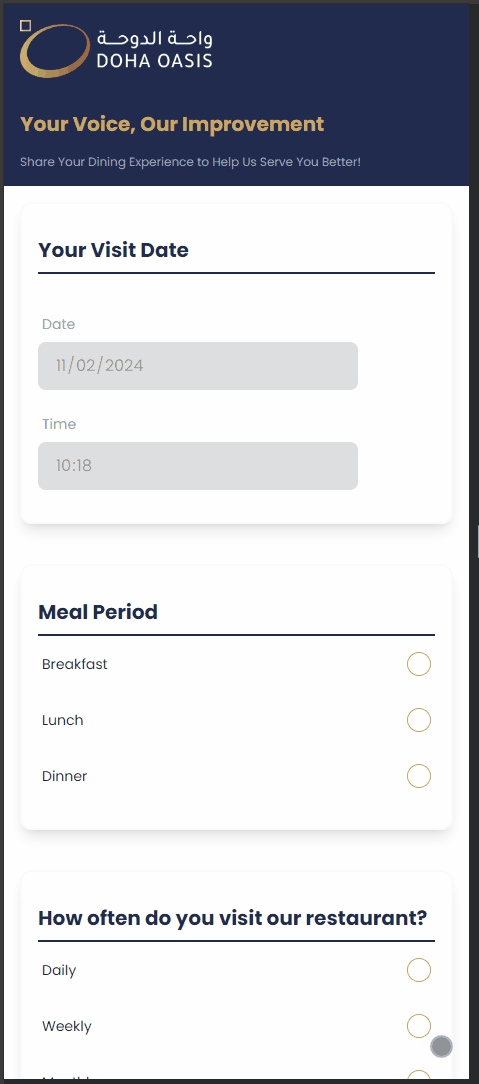 واحة الدوحة
DOHA OASIS
Your Voice, Our Improvement
Share Your Dining Experience to Help Us Serve You Better!
Your Visit Date
Date
11/02/2024
Time
10:18
Meal Period
Breakfast
Lunch
Dinner
How often do you visit our restaurant?
Daily
Weekly